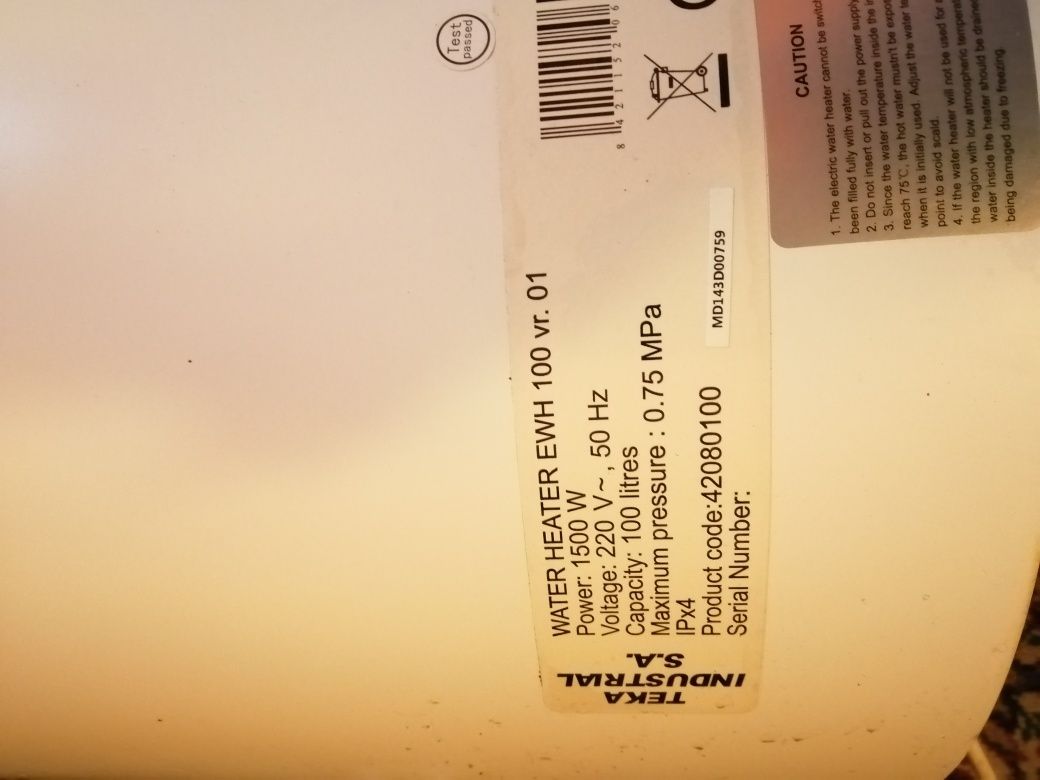 TEKA
INDUSTRIAL
S.A.
WATER HEATER EWH 100 vr. 01
Power: 1500 W
Voltage: 220 V~, 50 Hz
Capacity: 100 litres
Maximum pressure : 0.75 MPa
IPx4
Product code:42080100
Serial Number:
MD143D00759
Test
passed
8 421152 06
CAUTION
1. The electric water heater cannot be
been filled fully with water.
2. Do not insert or pull out the power supply
3. Since the water temperature inside the
reach 75℃, the hot water mustn't be
when it is initially used. Adjust the water
point to avoid scald.
4. If the water heater will not be used for
the region with low atmospheric
water inside the heater should be
being damaged due to freezing.